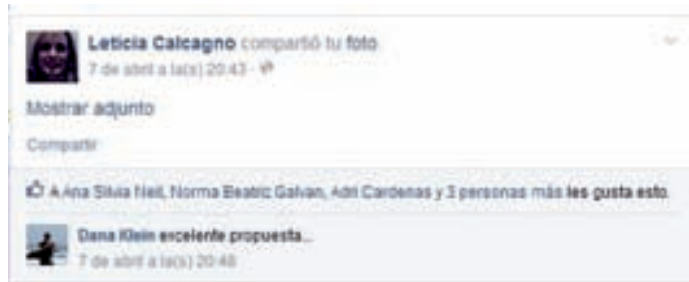 Leticia Calcagno compartió tu foto.
7 de abril a la(s) 20:43 ·
Mostrar adjunto
Compartir
A Ana Silvia Neil, Norma Beatriz Galvan, Adri Cardenas y 3 personas más les gusta esto.
Dana Klein excelente propuesta...
7 de abril a la(s) 20:48